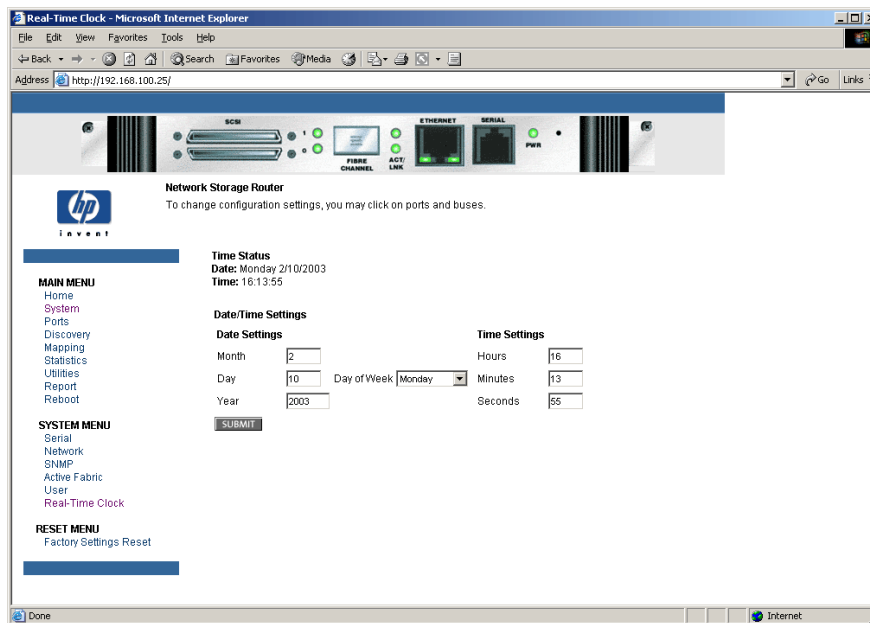 Real-Time Clock - Microsoft Internet Explorer
File Edit View Favorites Tools Help
Back Search Favorites Media
Address http://192.168.100.25/ Go Links
SCSI 1 0 FIBRE CHANNEL ACT/ LNK ETHERNET SERIAL PWR
hp
invent
Network Storage Router
To change configuration settings, you may click on ports and buses.
MAIN MENU
Home
System
Ports
Discovery
Mapping
Statistics
Utilities
Report
Reboot
SYSTEM MENU
Serial
Network
SNMP
Active Fabric
User
Real-Time Clock
RESET MENU
Factory Settings Reset
Time Status
Date: Monday 2/10/2003
Time: 16:13:55
Date/Time Settings
Date Settings Time Settings
Month 2 Hours 16
Day 10 Day of Week Monday Minutes 13
Year 2003 Seconds 55
SUBMIT
Done Internet